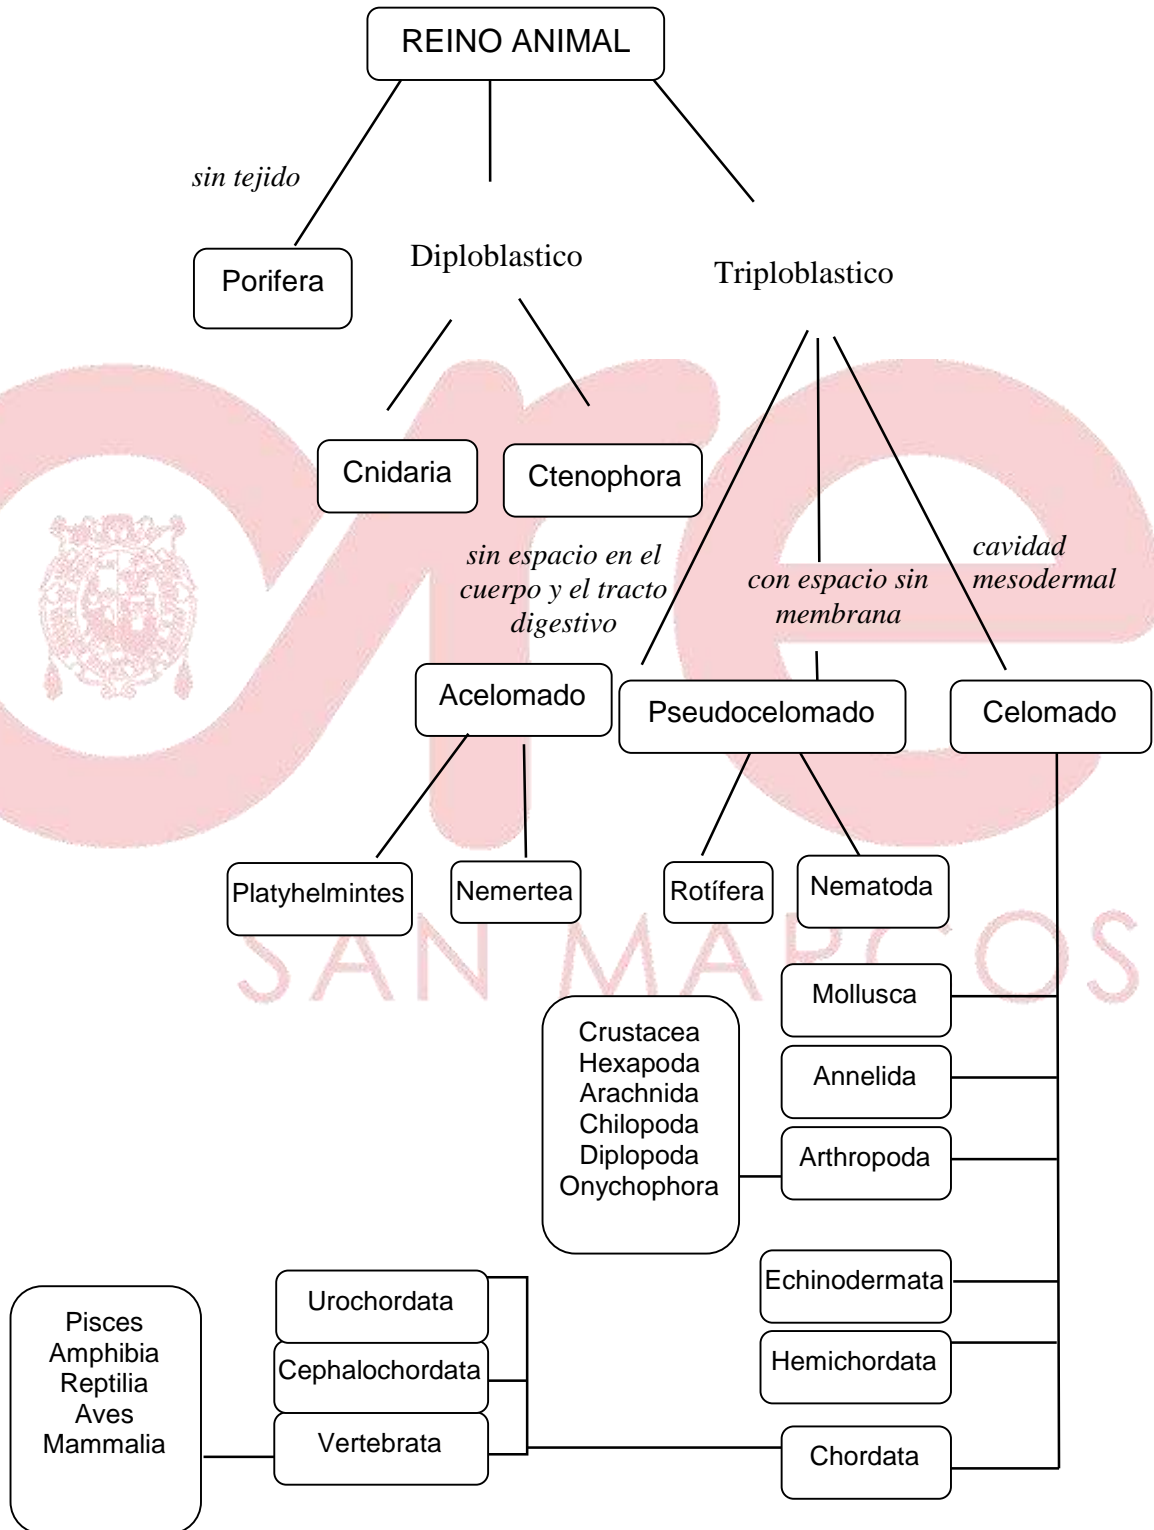 REINO ANIMAL
sin tejido
Porifera
Diploblastico
Triploblastico
Cnidaria
Ctenophora
sin espacio en el
cuerpo y el tracto
digestivo
con espacio sin
membrana
cavidad
mesodermal
Acelomado
Pseudocelomado
Celomado
Platyhelmintes
Nemertea
Rotífera
Nematoda
SAN MARCOS
Mollusca
Crustacea
Hexapoda
Arachnida
Chilopoda
Diplopoda
Onychophora
Annelida
Arthropoda
Echinodermata
Hemichordata
Chordata
Urochordata
Cephalochordata
Vertebrata
Pisces
Amphibia
Reptilia
Aves
Mammalia